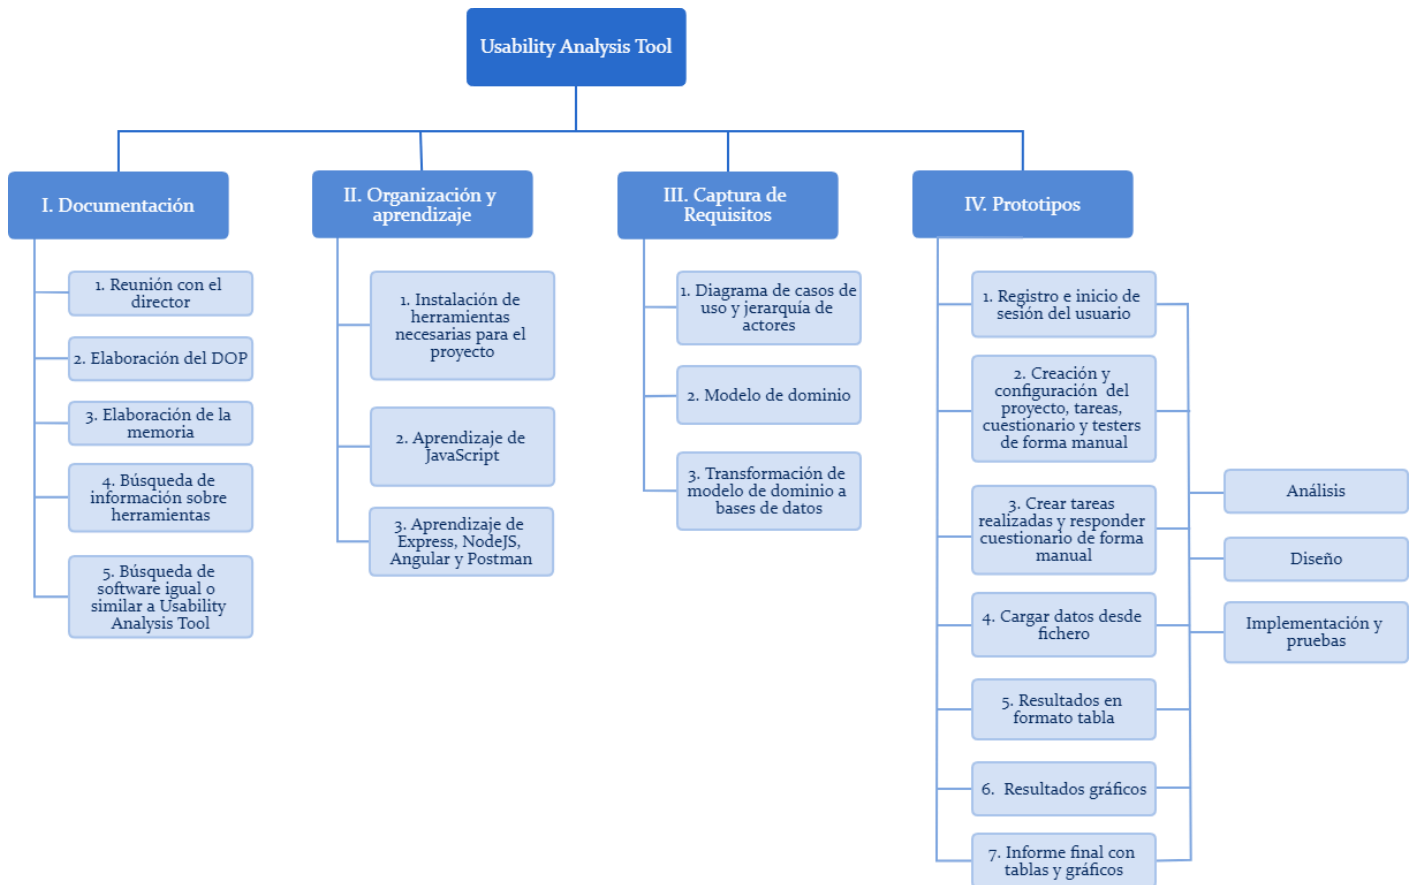 Usability Analysis Tool
I. Documentación
1. Reunión con el
director
2. Elaboración del DOP
3. Elaboración de la
memoria
4. Búsqueda de
información sobre
herramientas
5. Búsqueda de
software igual o
similar a Usability
Analysis Tool
II. Organización y
aprendizaje
1. Instalación de
herramientas
necesarias para el
proyecto
2. Aprendizaje de
JavaScript
3. Aprendizaje de
Express, NodeJS,
Angular y Postman
III. Captura de
Requisitos
1. Diagrama de casos de
uso y jerarquía de
actores
2. Modelo de dominio
3. Transformación de
modelo de dominio a
bases de datos
IV. Prototipos
1. Registro e inicio de
sesión del usuario
2. Creación y
configuración del
proyecto, tareas,
cuestionario y testers
de forma manual
3. Crear tareas
realizadas y responder
cuestionario de forma
manual
4. Cargar datos desde
fichero
5. Resultados en
formato tabla
6. Resultados gráficos
7. Informe final con
tablas y gráficos
Análisis
Diseño
Implementación y
pruebas